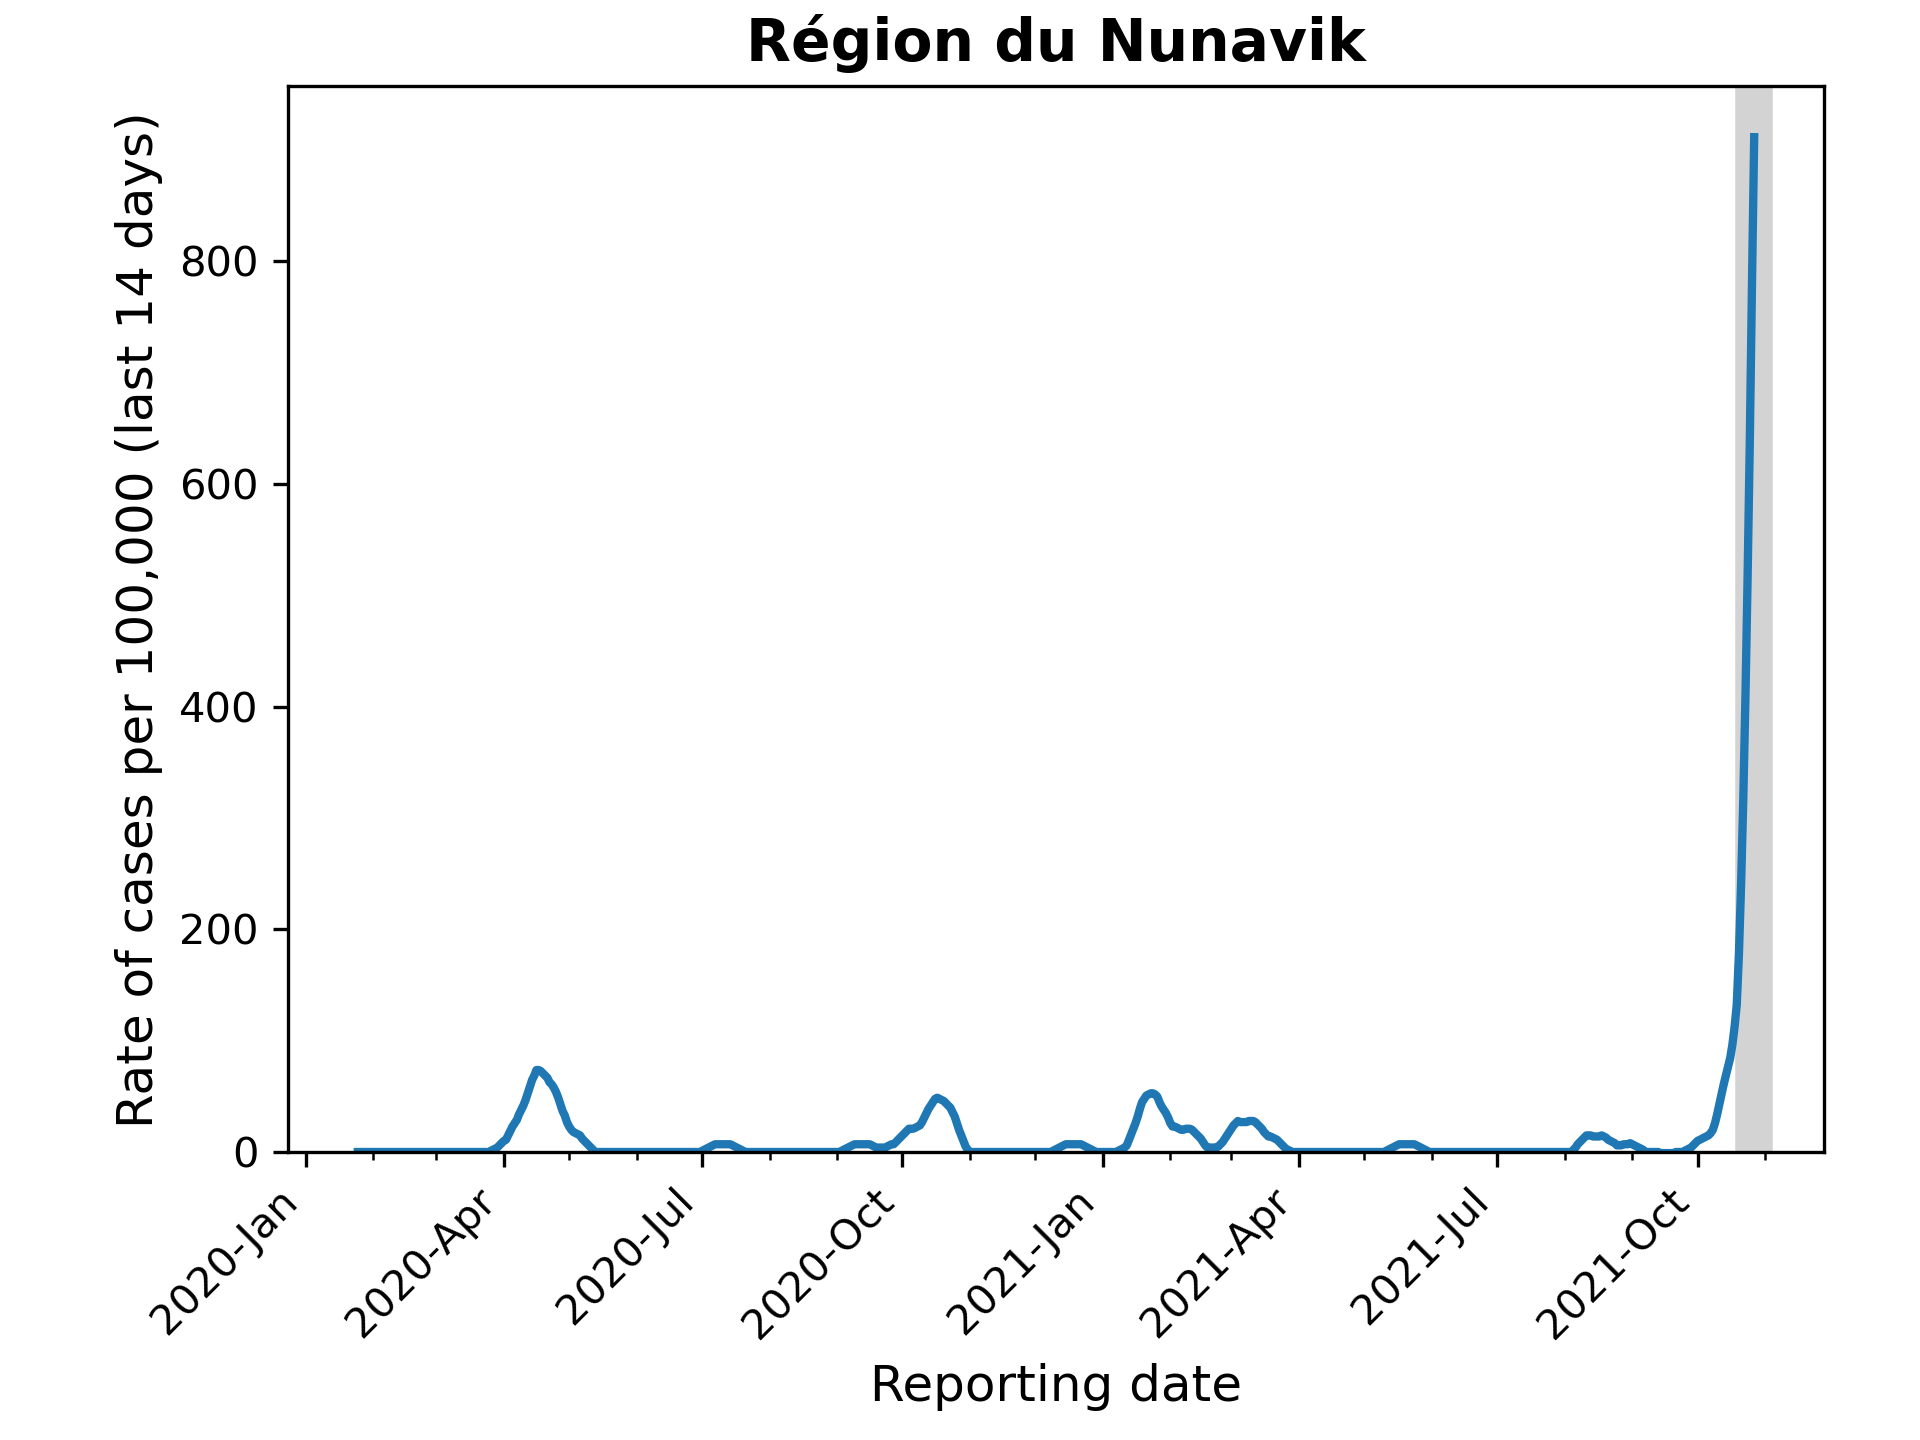 Région du Nunavik
Rate of cases per 100,000 (last 14 days)
800
600
400
200
0
2020-Jan
2020-Apr
2020-Jul
2020-Oct
2021-Jan
2021-Apr
2021-Jul
2021-Oct
Reporting date